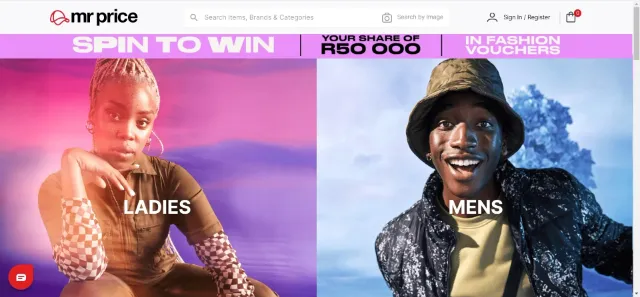 mr price
Search items, Brands & Categories
Search by Image
Sign In / Register
0
SPIN TO WIN
YOUR SHARE OF
R50 000
IN FASHION
VOUCHERS
LADIES
MENS